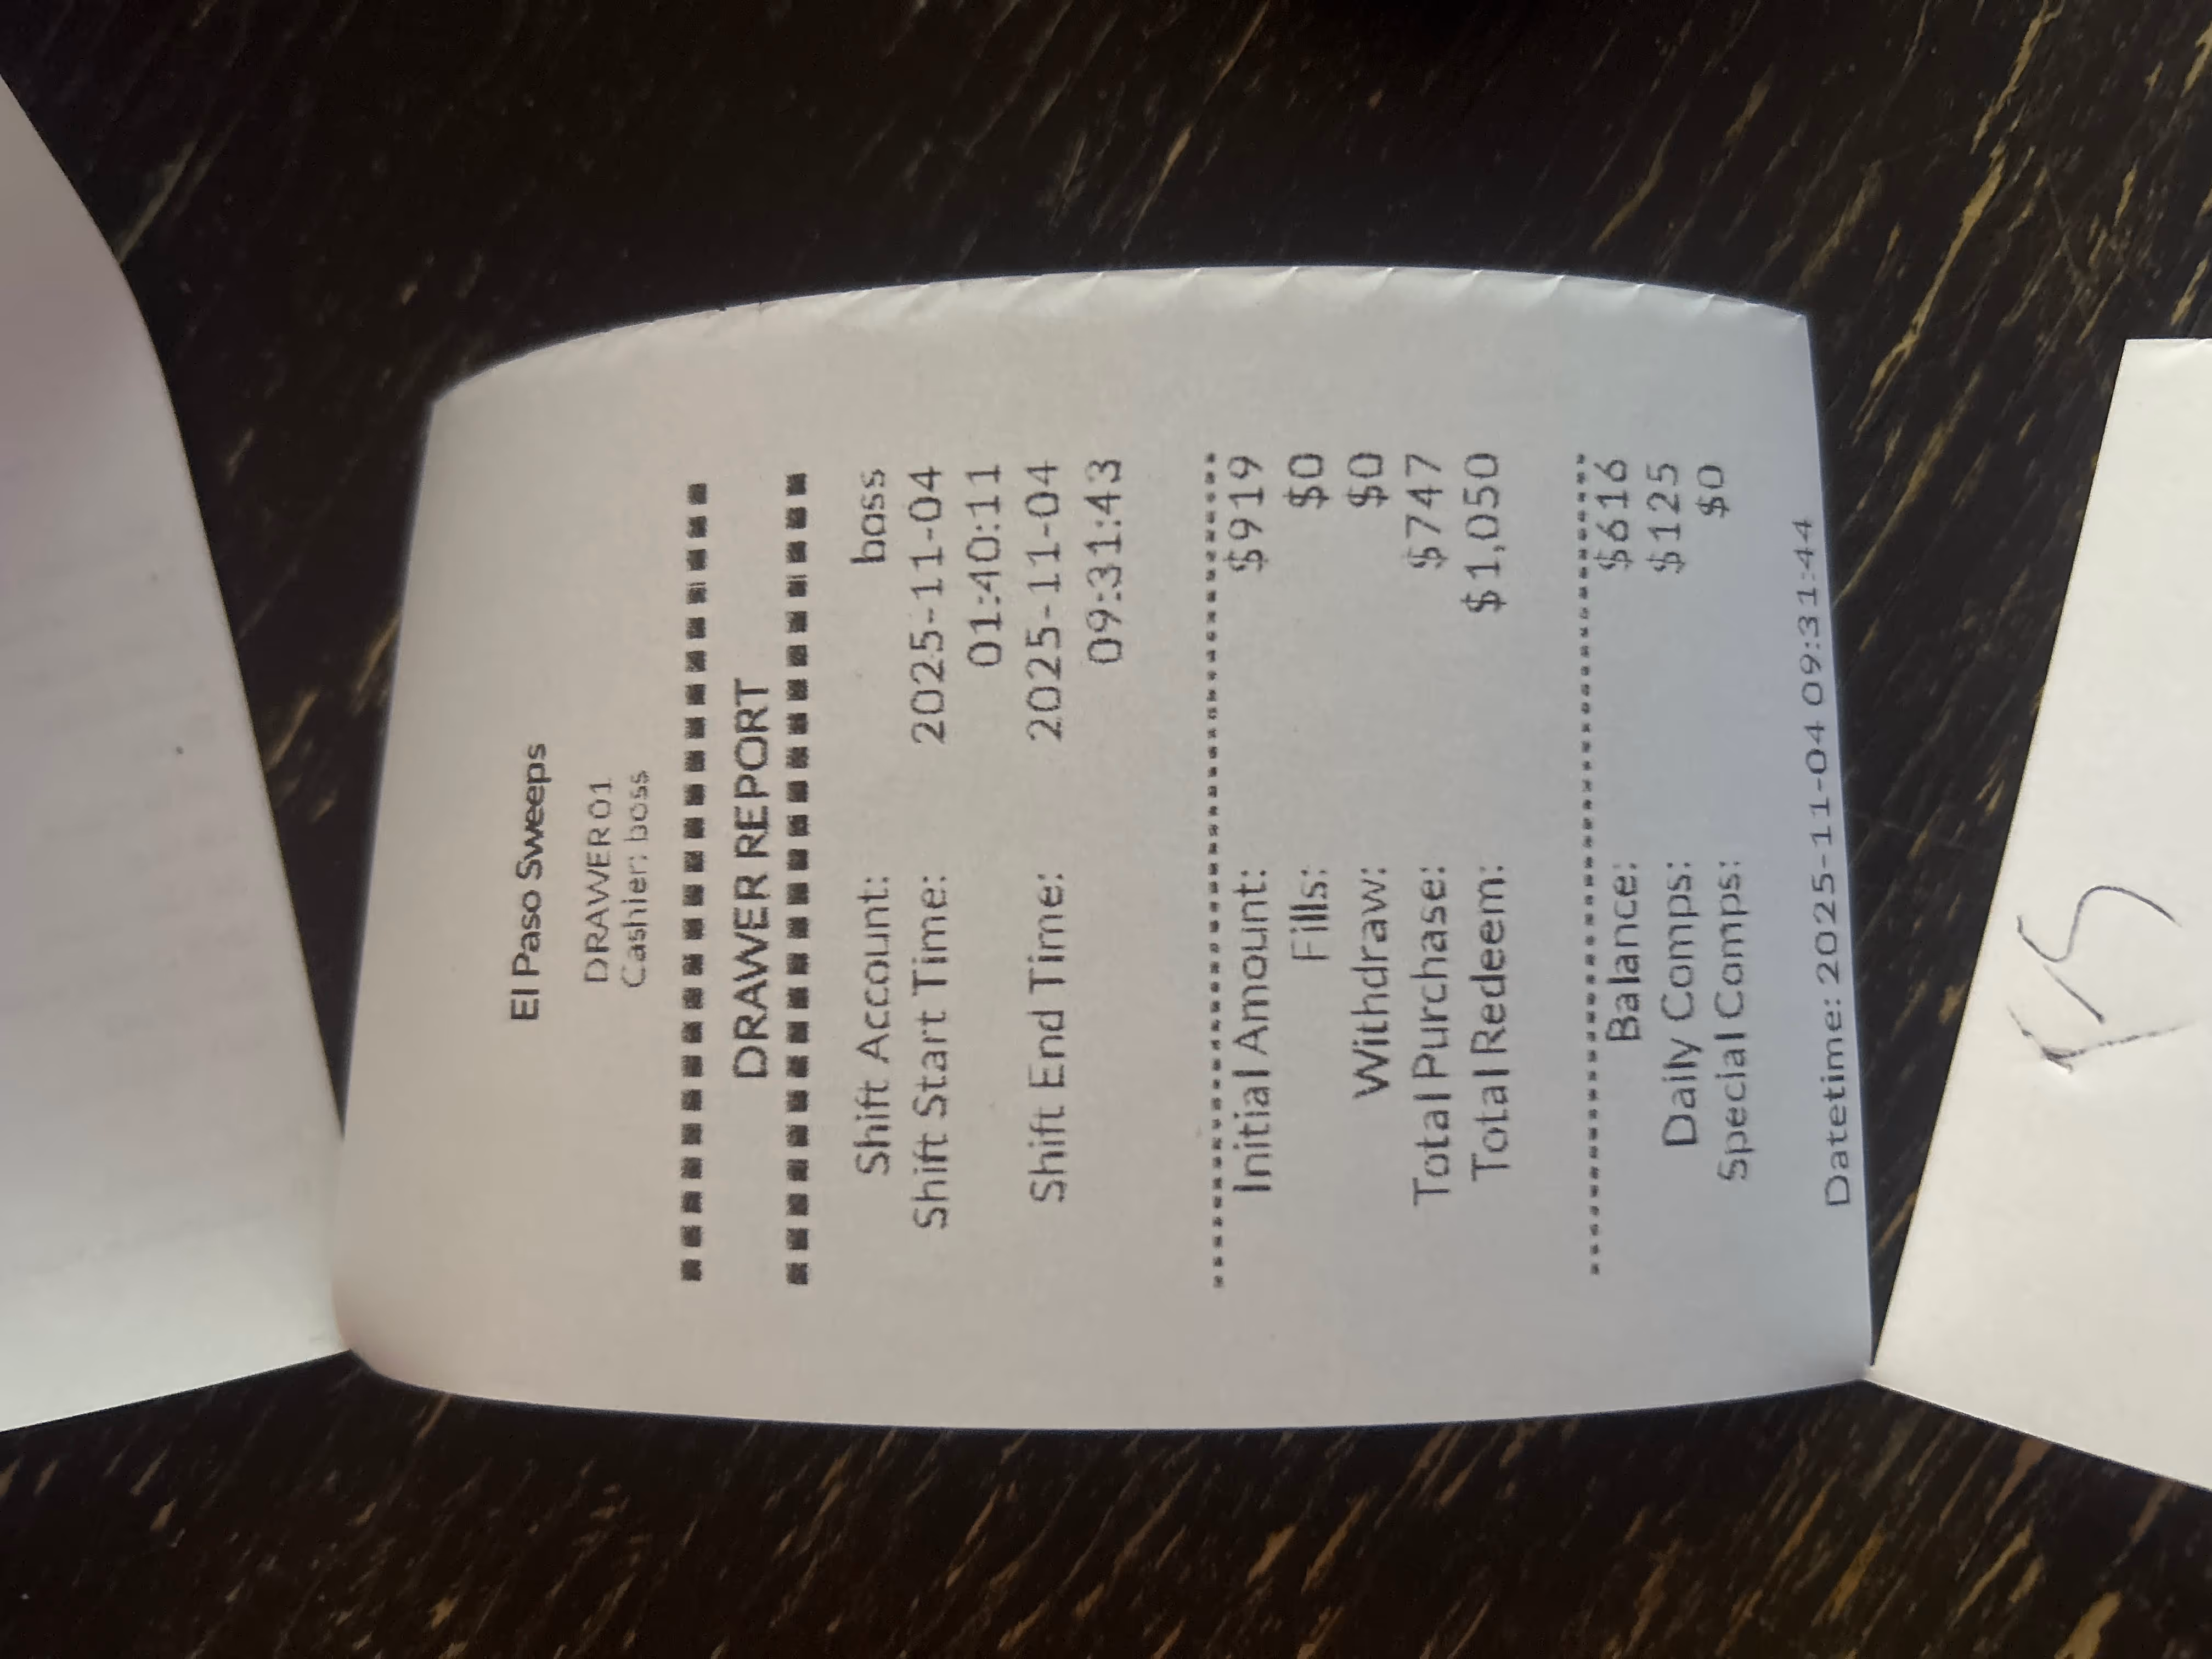 El Paso Sweeps
DRAWER01
Cashier: boss
DRAWER REPORT
Shift Account: boss
Shift Start Time: 2025-11-04
01:40:11
Shift End Time: 2025-11-04
09:31:43
Initial Amount: $919
Fills: $0
Withdraw: $0
Total Purchase: $747
Total Redeem: $1,050
Balance: $616
Daily Comps: $125
Special Comps: $0
Datetime: 2025-11-04 09:31:44